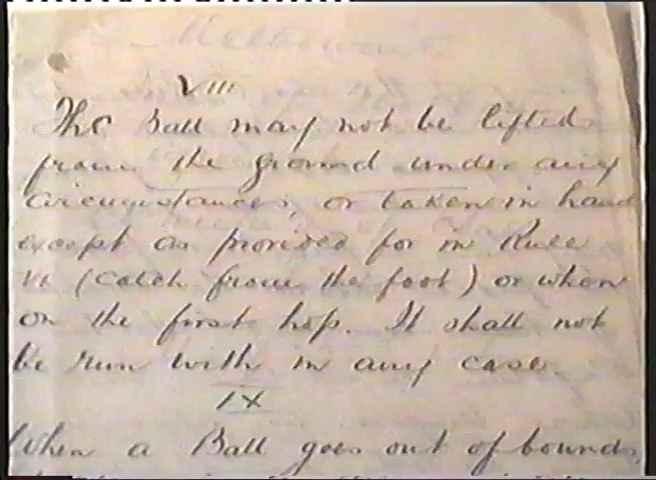 VIII
The Ball may not be lifted
from the ground under any
circumstances, or taken in hand
except as provided for in Rule
VI (catch from the foot) or when
on the first hop. It shall not
be run with in any case.
IX
When a Ball goes out of bounds